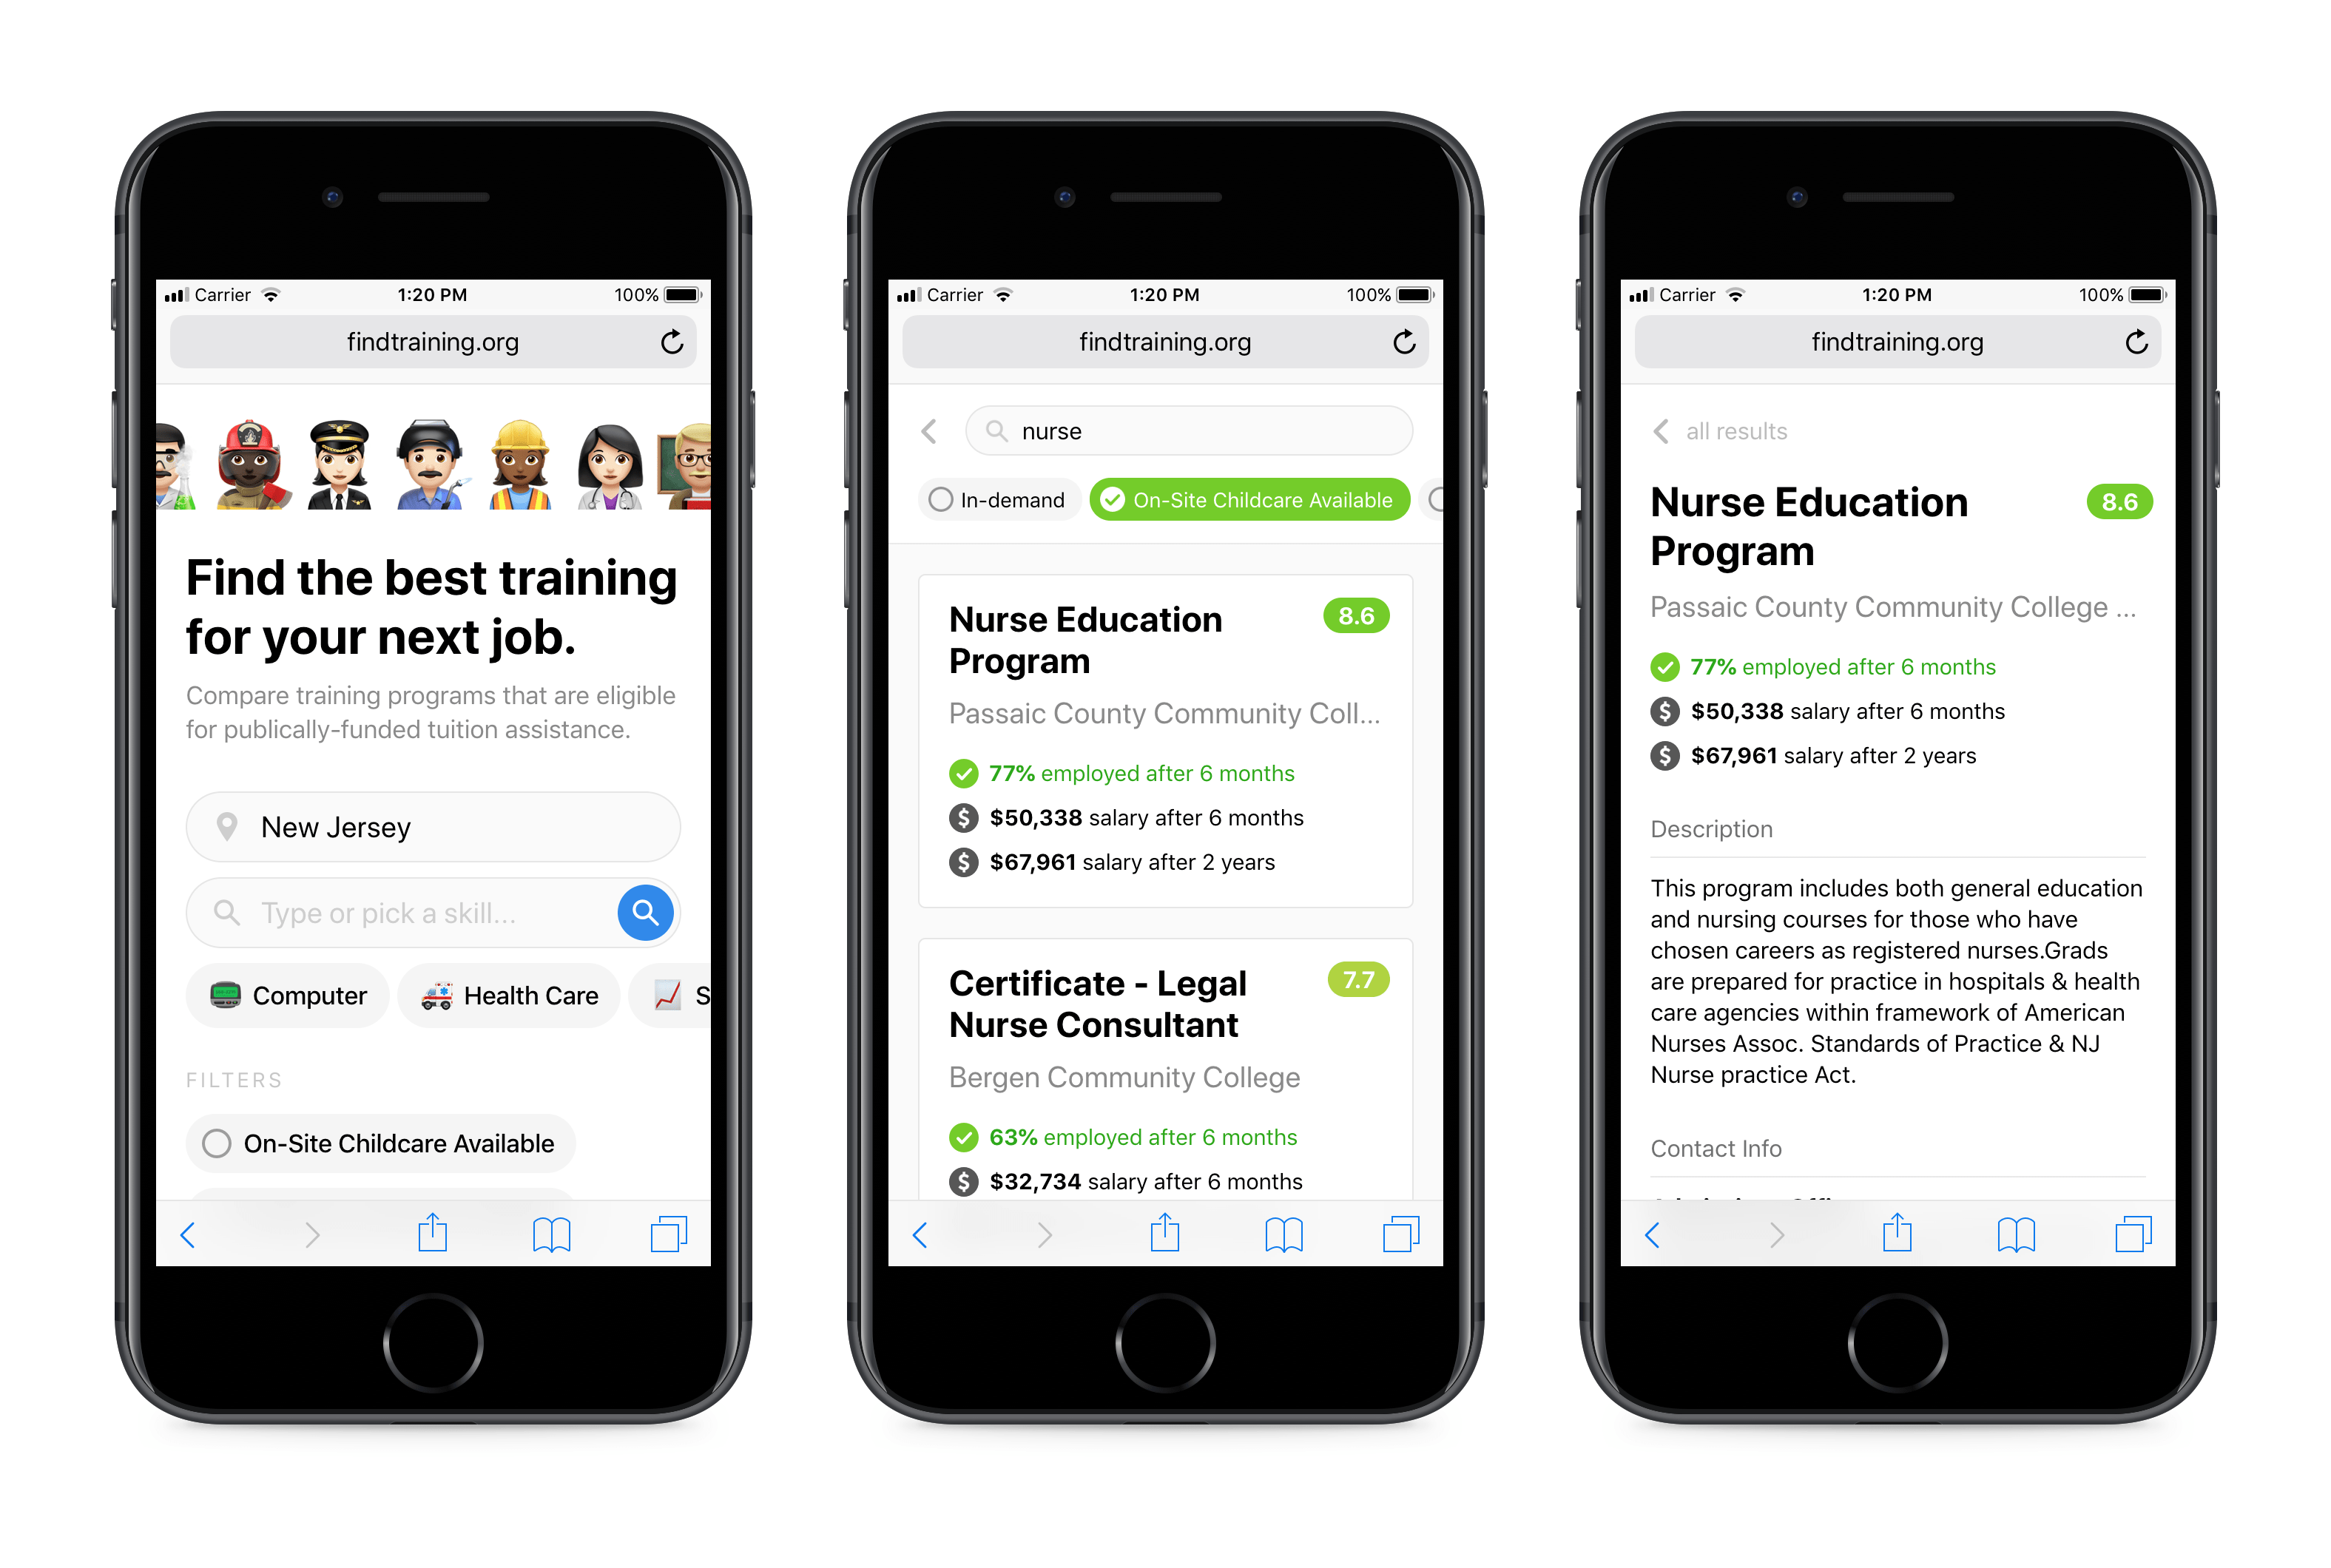 Carrier 1:20 PM 100%
findtraining.org
Find the best training
for your next job.
Compare training programs that are eligible
for publically-funded tuition assistance.
New Jersey
Type or pick a skill...
Computer Health Care S
FILTERS
On-Site Childcare Available
Carrier 1:20 PM 100%
findtraining.org
nurse
In-demand On-Site Childcare Available
Nurse Education 8.6
Program
Passaic County Community Coll...
77% employed after 6 months
$50,338 salary after 6 months
$67,961 salary after 2 years
Certificate - Legal 7.7
Nurse Consultant
Bergen Community College
63% employed after 6 months
$32,734 salary after 6 months
Carrier 1:20 PM 100%
findtraining.org
all results
Nurse Education 8.6
Program
Passaic County Community College ...
77% employed after 6 months
$50,338 salary after 6 months
$67,961 salary after 2 years
Description
This program includes both general education
and nursing courses for those who have
chosen careers as registered nurses.Grads
are prepared for practice in hospitals & health
care agencies within framework of American
Nurses Assoc. Standards of Practice & NJ
Nurse practice Act.
Contact Info